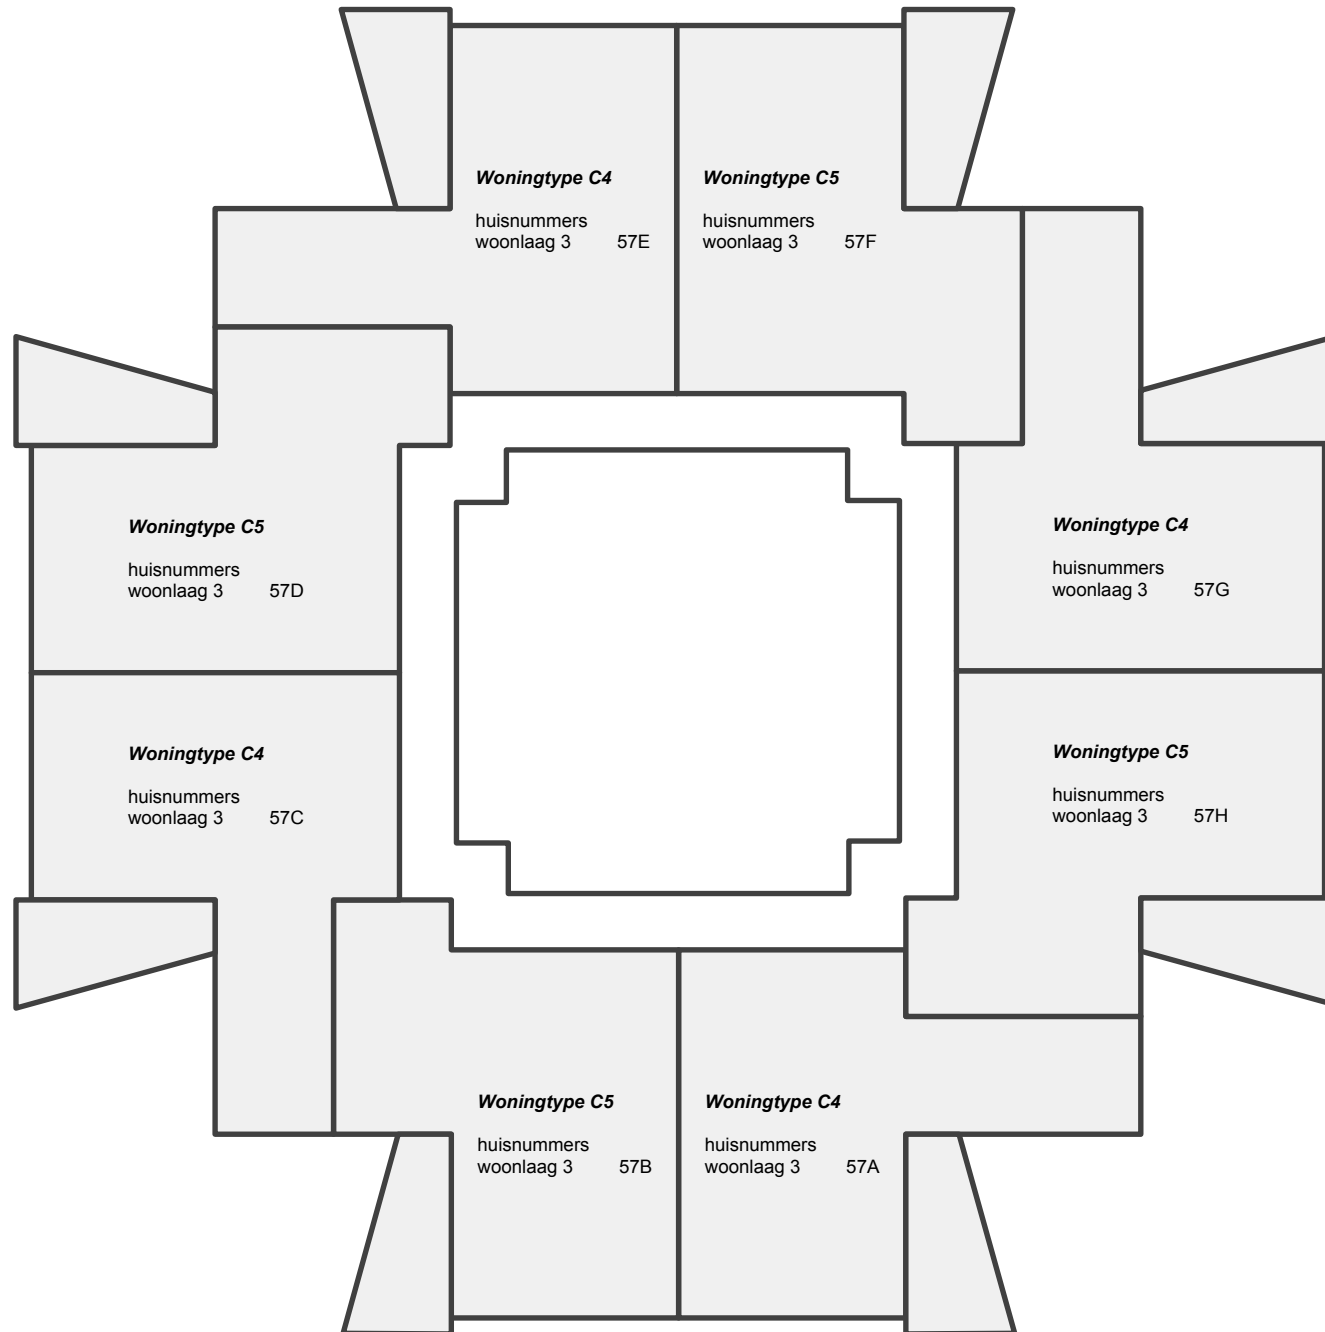 Woningtype C4
huisnummers
woonlaag 3 57E
Woningtype C5
huisnummers
woonlaag 3 57F
Woningtype C5
huisnummers
woonlaag 3 57D
Woningtype C4
huisnummers
woonlaag 3 57G
Woningtype C4
huisnummers
woonlaag 3 57C
Woningtype C5
huisnummers
woonlaag 3 57H
Woningtype C5
huisnummers
woonlaag 3 57B
Woningtype C4
huisnummers
woonlaag 3 57A